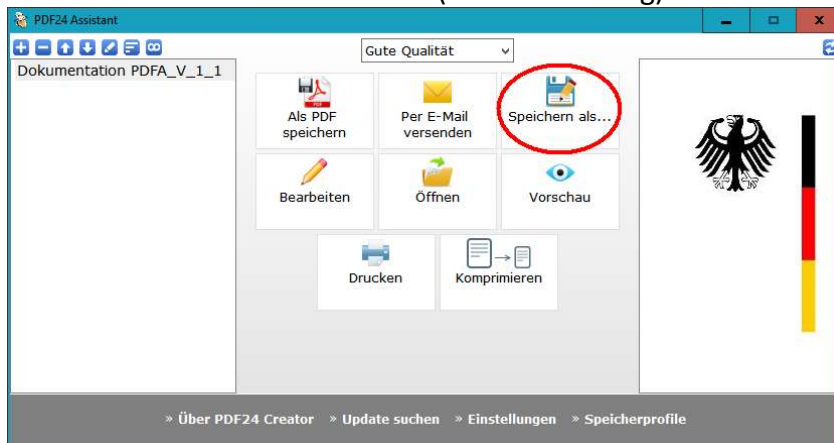 PDF24 Assistant
Gute Qualität
Dokumentation PDFA_V_1_1
Als PDF
speichern
Per E-Mail
versenden
Speichern als...
Bearbeiten
Öffnen
Vorschau
Drucken
Komprimieren
» Über PDF24 Creator » Update suchen » Einstellungen » Speicherprofile